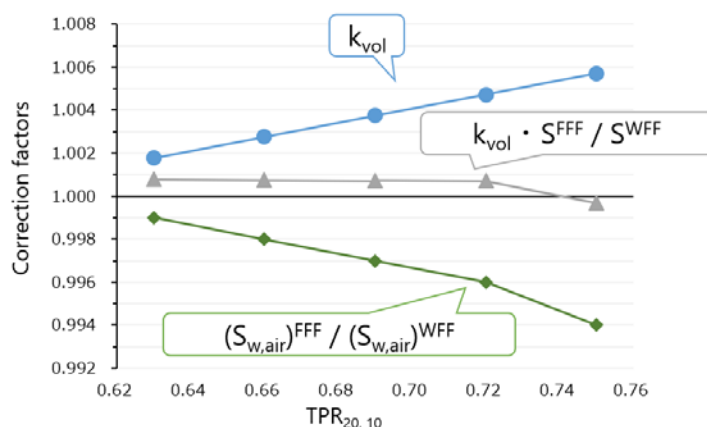 1.008
1.006
1.004
1.002
1.000
0.998
0.996
0.994
0.992
Correction factors
kvol
kvol・SFFF / SWFF
(Sw,air)FFF / (Sw,air)WFF
0.62 0.64 0.66 0.68 0.70 0.72 0.74 0.76
TPR20, 10